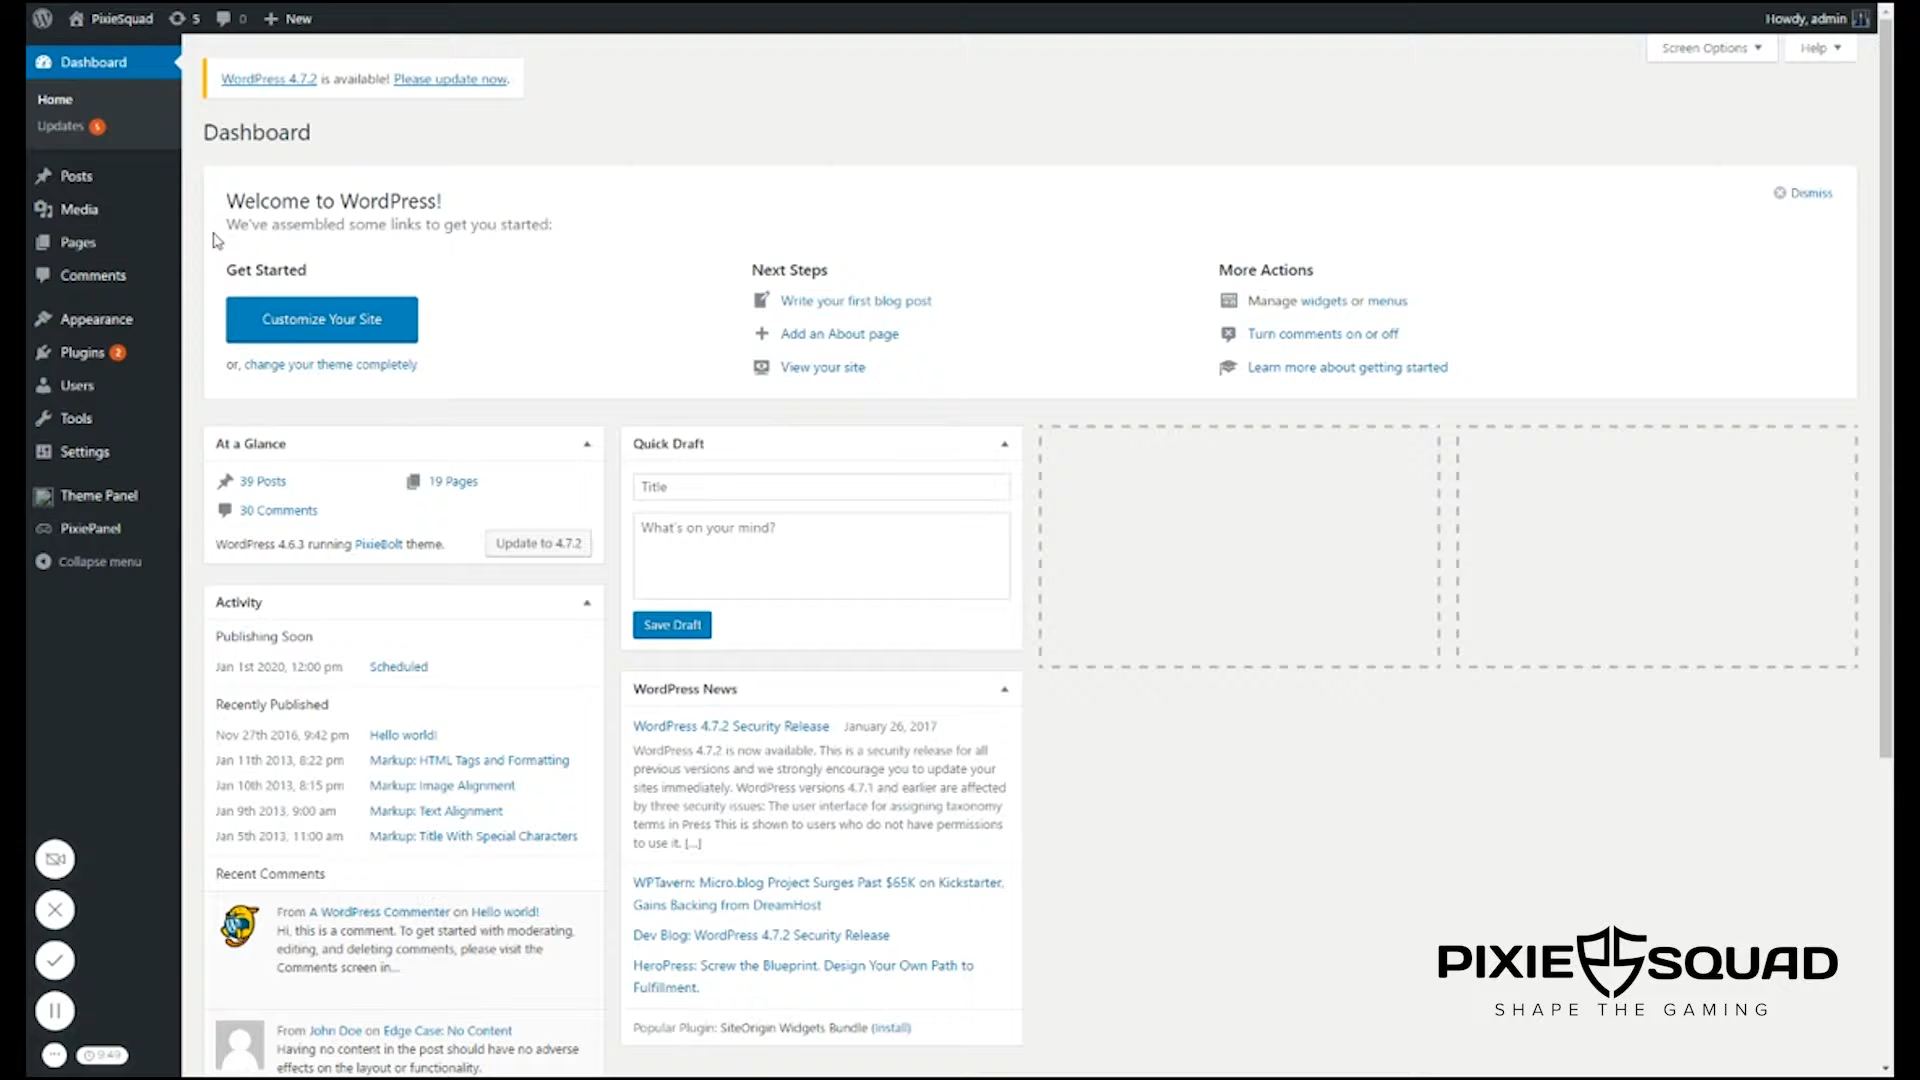 PixieSquad 5 0 New
Howdy, admin
Dashboard
Home
Updates 5
Posts
Media
Pages
Comments
Appearance
Plugins 2
Users
Tools
Settings
Theme Panel
PixiePanel
Collapse menu
Screen Options Help
WordPress 4.7.2 is available! Please update now.
Dashboard
Welcome to WordPress!
We've assembled some links to get you started:
Dismiss
Get Started
Customize Your Site
or, change your theme completely
Next Steps
Write your first blog post
Add an About page
View your site
More Actions
Manage widgets or menus
Turn comments on or off
Learn more about getting started
At a Glance
39 Posts 19 Pages
30 Comments
WordPress 4.6.3 running PixieBolt theme. Update to 4.7.2
Activity
Publishing Soon
Jan 1st 2020, 12:00 pm Scheduled
Recently Published
Nov 27th 2016, 9:42 pm Hello world!
Jan 11th 2013, 8:22 pm Markup: HTML Tags and Formatting
Jan 10th 2013, 8:15 pm Markup: Image Alignment
Jan 9th 2013, 9:00 am Markup: Text Alignment
Jan 5th 2013, 11:00 am Markup: Title With Special Characters
Recent Comments
From A WordPress Commenter on Hello world!
Hi, this is a comment. To get started with moderating,
editing, and deleting comments, please visit the
Comments screen in...
From John Doe on Edge Case: No Content
Having no content in the post should have no adverse
effects on the layout or functionality.
Quick Draft
Title
What's on your mind?
Save Draft
WordPress News
WordPress 4.7.2 Security Release January 26, 2017
WordPress 4.7.2 is now available. This is a security release for all
previous versions and we strongly encourage you to update your
sites immediately. WordPress versions 4.7.1 and earlier are affected
by three security issues: The user interface for assigning taxonomy
terms in Press This is shown to users who do not have permissions
to use it. [...]
WPTavern: Micro.blog Project Surges Past $65K on Kickstarter,
Gains Backing from DreamHost
Dev Blog: WordPress 4.7.2 Security Release
HeroPress: Screw the Blueprint. Design Your Own Path to
Fulfillment.
Popular Plugin: SiteOrigin Widgets Bundle (Install)
9:49
PIXIE SQUAD
SHAPE THE GAMING